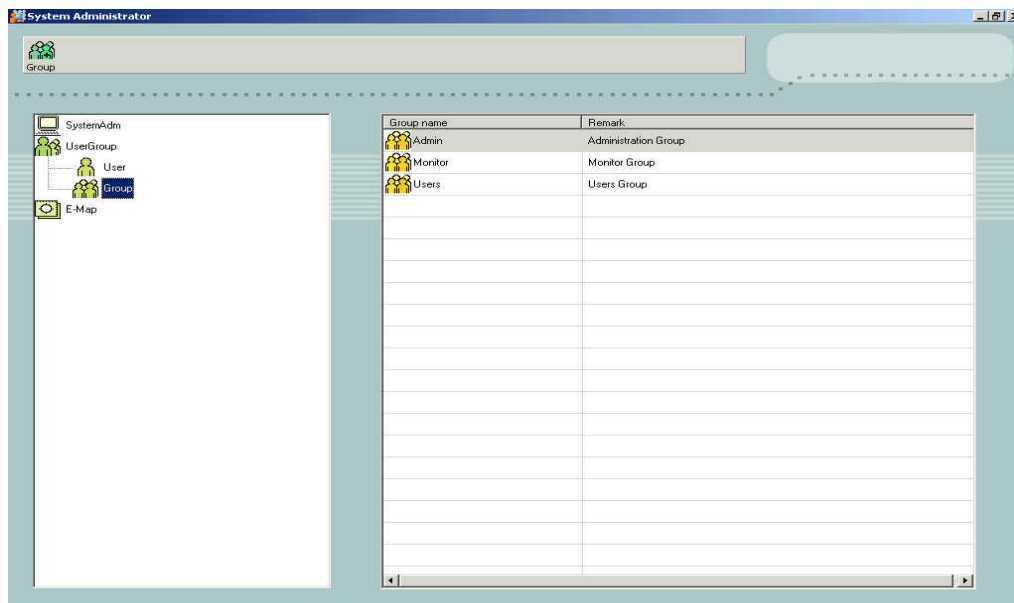 System Administrator
Group
SystemAdm
UserGroup
User
Group
E-Map
Group name Remark
Admin Administration Group
Monitor Monitor Group
Users Users Group